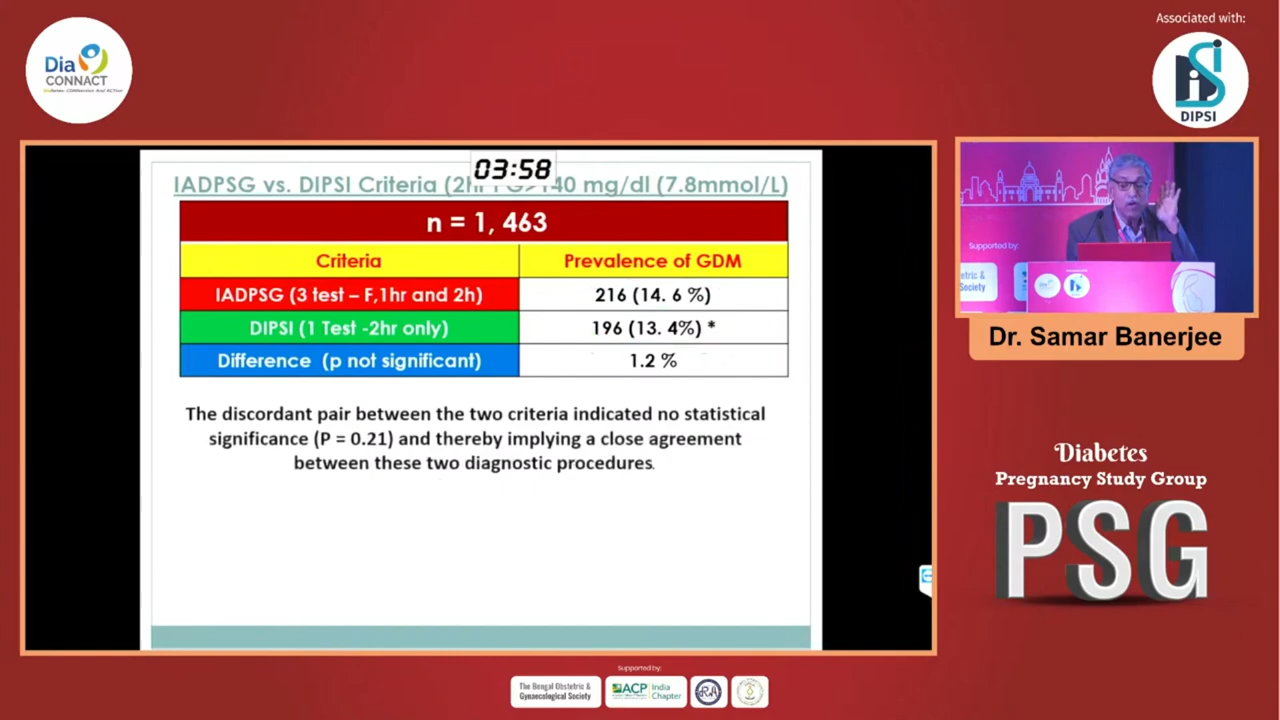 Dia
CONNACT
Associated with:
DIPSI
03:58
IADPSG vs. DIPSI Criteria (2hr PG>140 mg/dl (7.8mmol/L)
n = 1, 463
Criteria
Prevalence of GDM
IADPSG (3 test – F,1hr and 2h)
216 (14. 6 %)
DIPSI (1 Test -2hr only)
196 (13. 4%) *
Difference (p not significant)
1.2 %
The discordant pair between the two criteria indicated no statistical
significance (P = 0.21) and thereby implying a close agreement
between these two diagnostic procedures.
Supported by:
etric &
Society
Dr. Samar Banerjee
Diabetes
Pregnancy Study Group
PSG
Supported by:
The Bengal Obstetric &
Gynaecological Society
ACP
India
Chapter